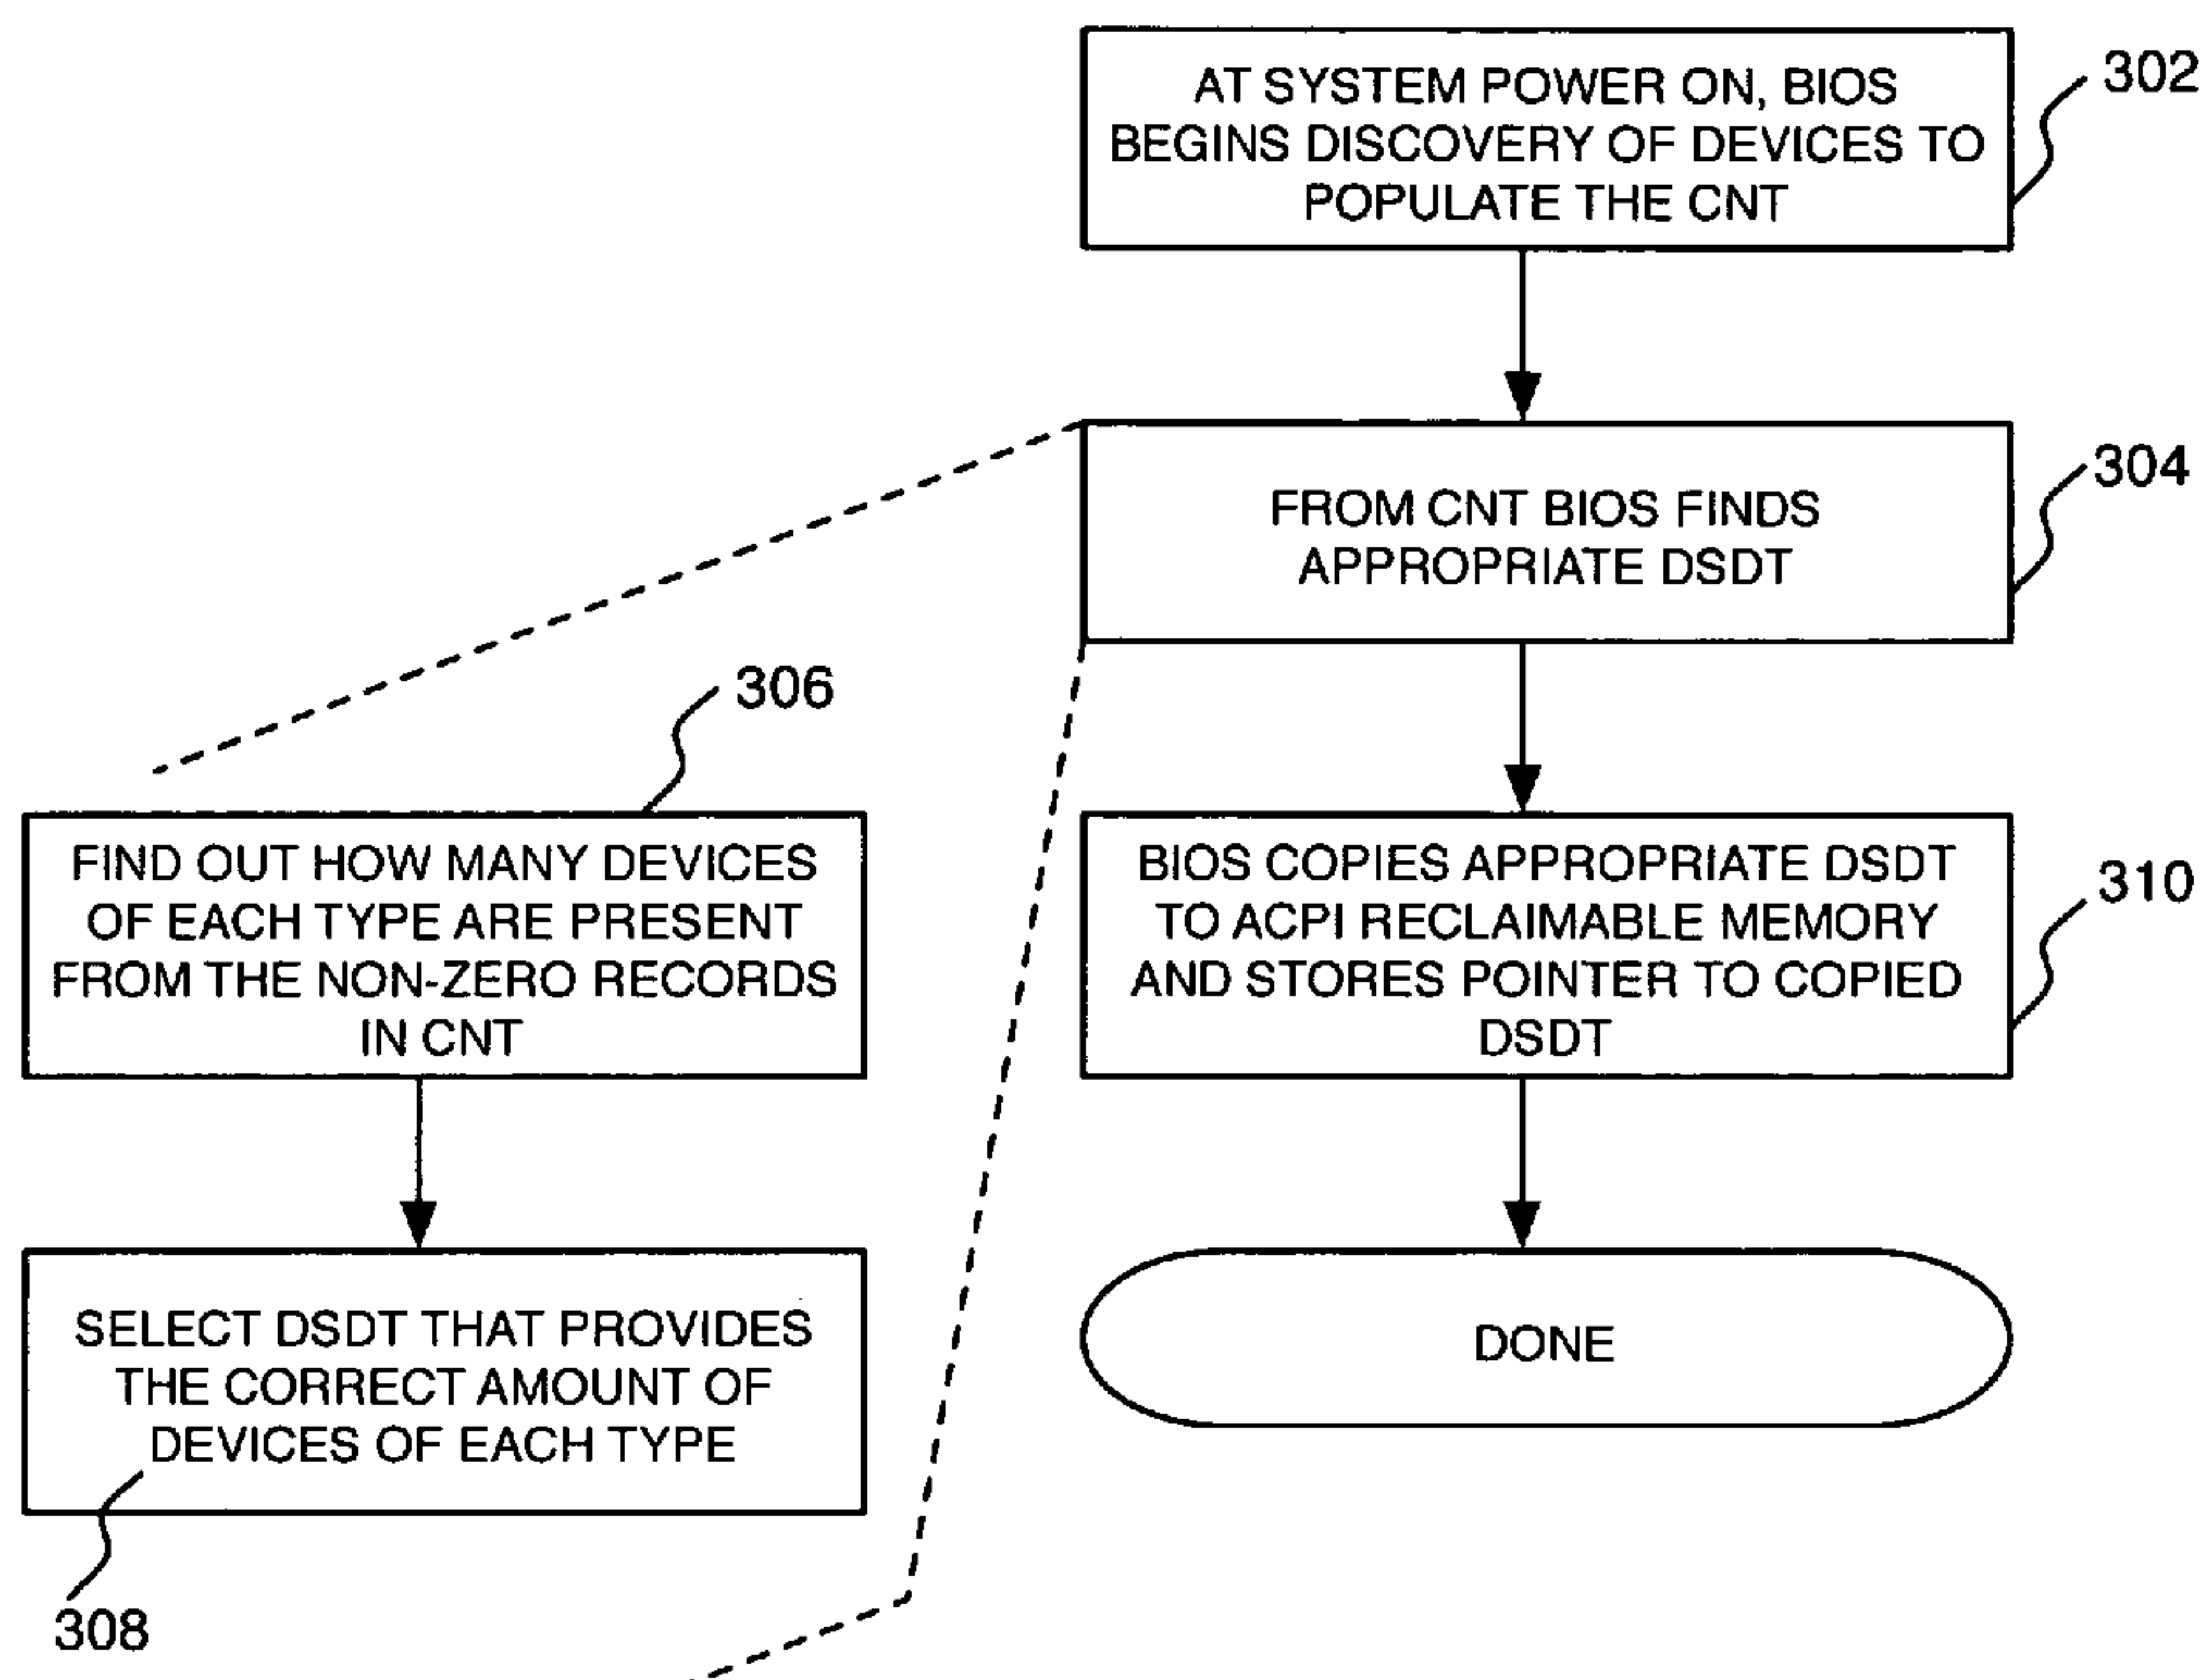 AT SYSTEM POWER ON, BIOS
BEGINS DISCOVERY OF DEVICES TO
POPULATE THE CNT
302
FROM CNT BIOS FINDS
APPROPRIATE DSDT
304
306
FIND OUT HOW MANY DEVICES
OF EACH TYPE ARE PRESENT
FROM THE NON-ZERO RECORDS
IN CNT
BIOS COPIES APPROPRIATE DSDT
TO ACPI RECLAIMABLE MEMORY
AND STORES POINTER TO COPIED
DSDT
310
SELECT DSDT THAT PROVIDES
THE CORRECT AMOUNT OF
DEVICES OF EACH TYPE
308
DONE